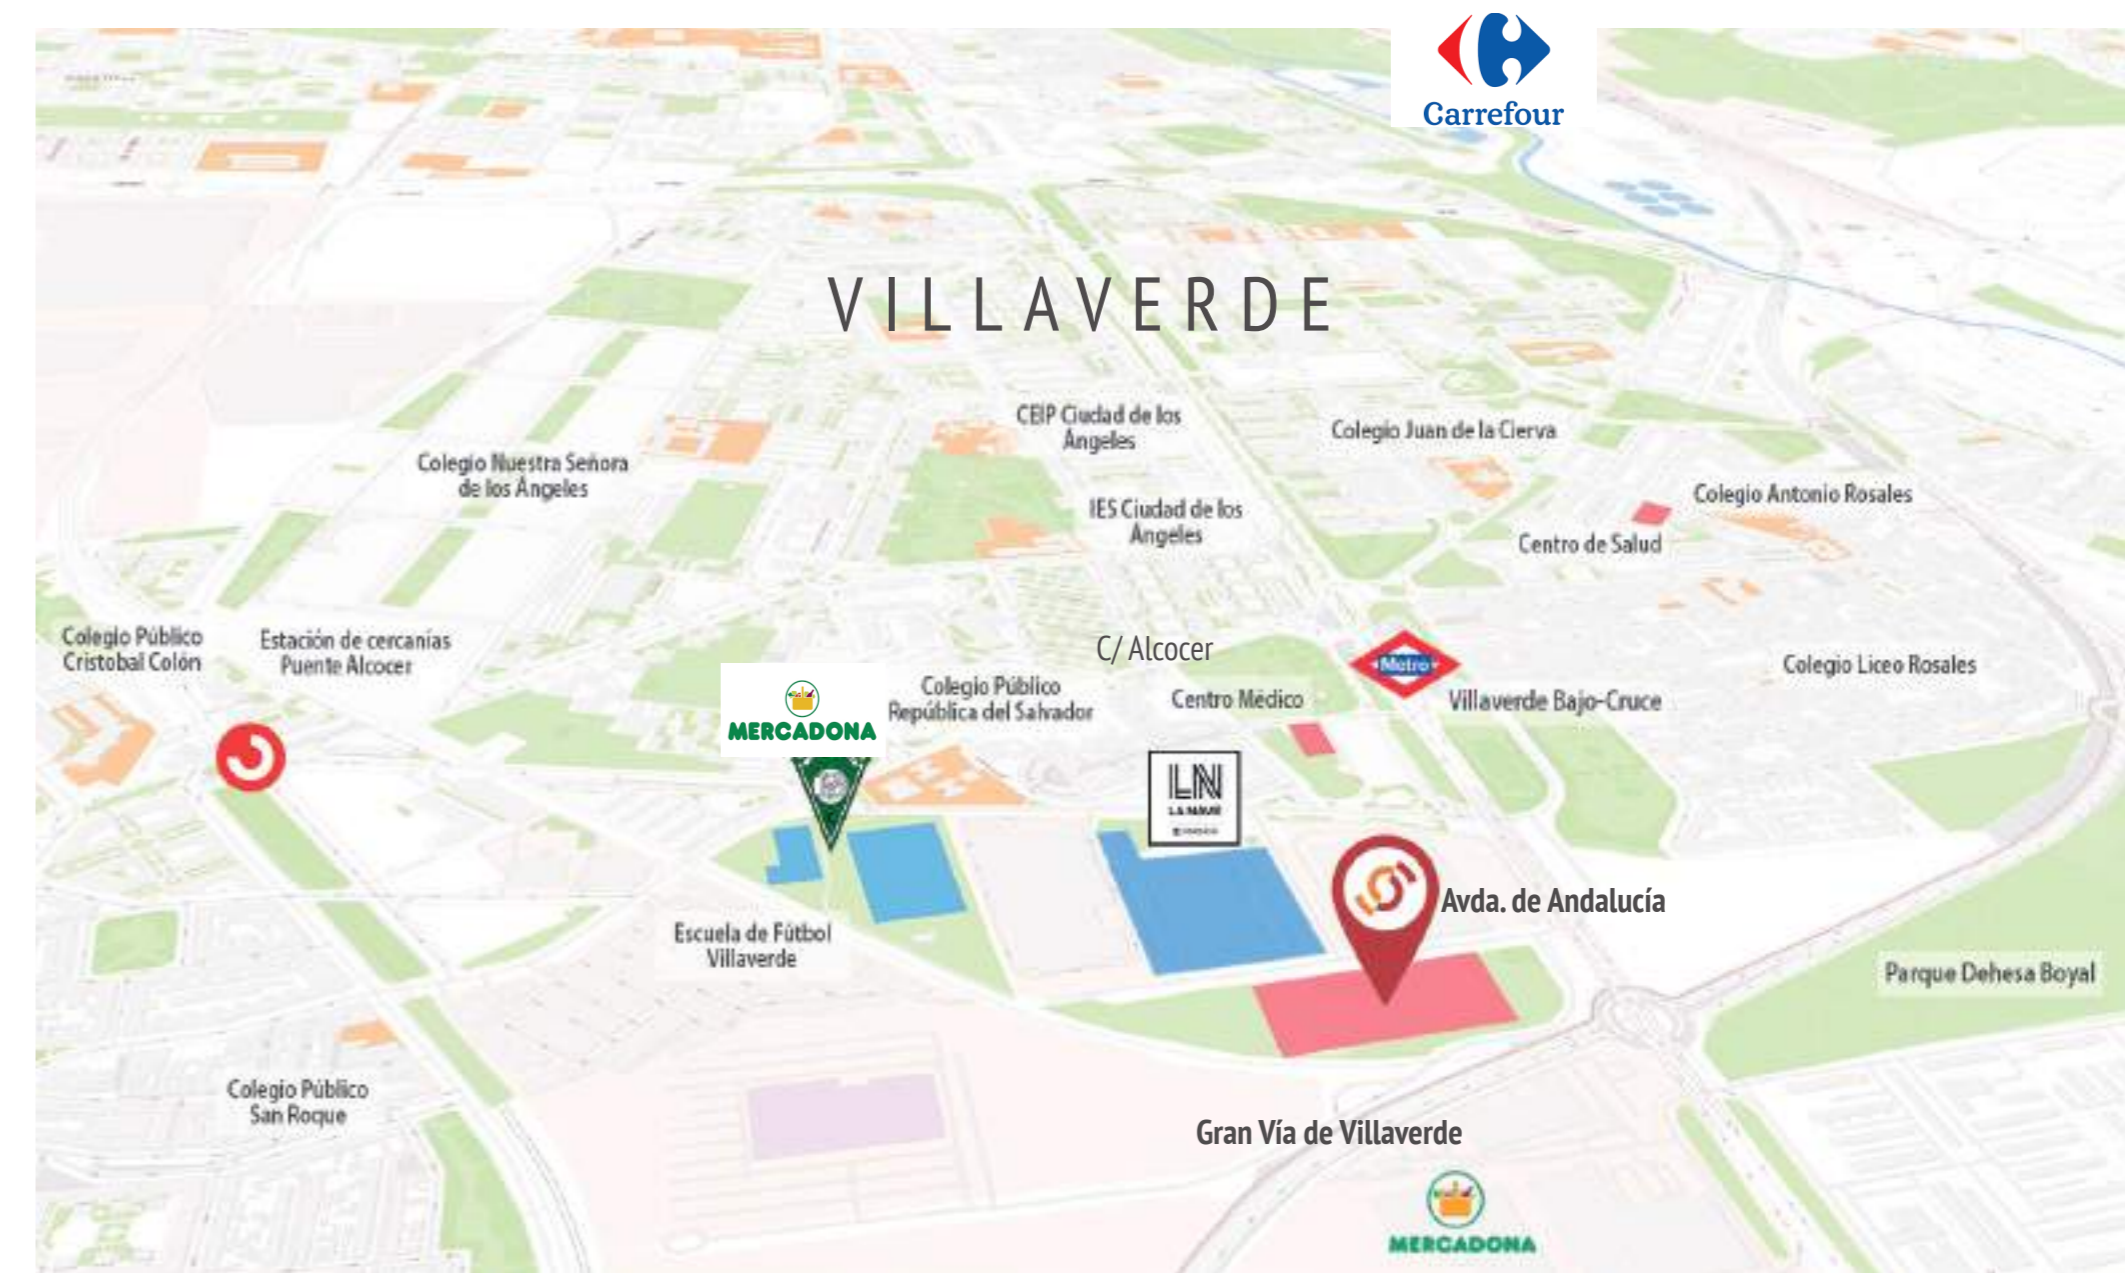 Carrefour
VILLAVERDE
CEIP Ciudad de los
Ángeles
Colegio Juan de la Cierva
Colegio Nuestra Señora
de los Ángeles
Colegio Antonio Rosales
IES Ciudad de los
Ángeles
Centro de Salud
Colegio Público
Cristobal Colón
Estación de cercanías
Puente Alcocer
C/ Alcocer
Metro
Colegio Liceo Rosales
MERCADONA
Colegio Público
República del Salvador
Centro Médico
Villaverde Bajo-Cruce
LN
LA NAVE
Avda. de Andalucía
Escuela de Fútbol
Villaverde
Parque Dehesa Boyal
Colegio Público
San Roque
Gran Vía de Villaverde
MERCADONA